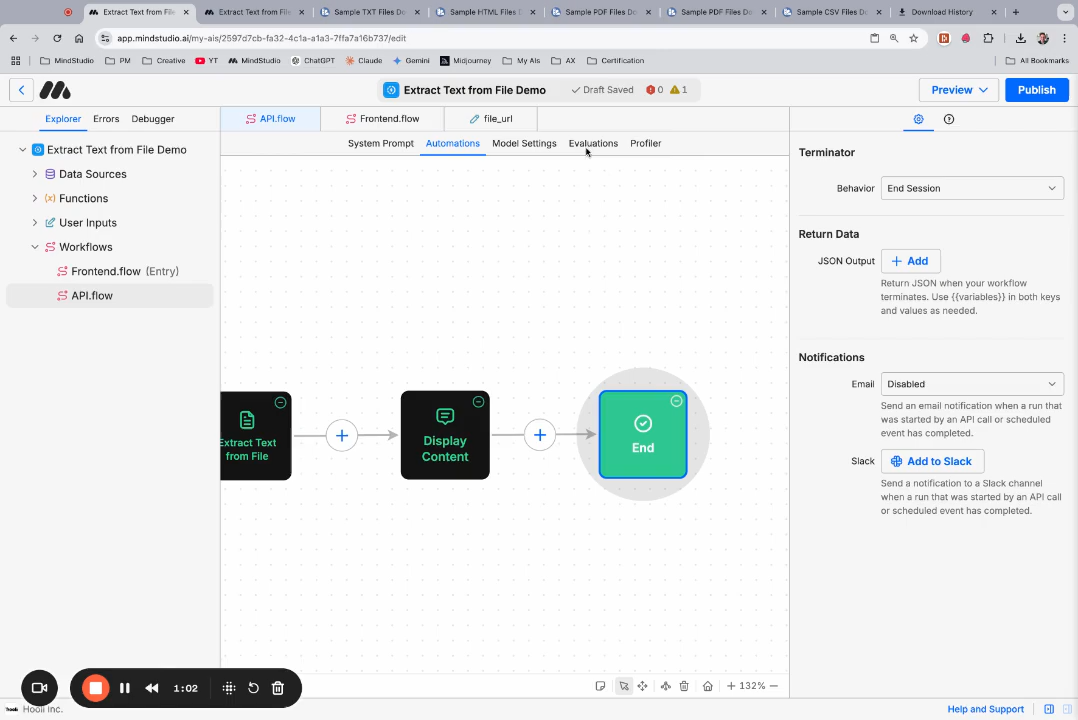 Extract Text from File
Extract Text from File
Sample TXT Files Do
Sample HTML Files D
Sample PDF Files Do
Sample PDF Files Do
Sample CSV Files Do
Download History
app.mindstudio.ai/my-ais/2597d7cb-fa32-4c1a-a1a3-7ffa7a16b737/edit
MindStudio
PM
Creative
YT
MindStudio
ChatGPT
Claude
Gemini
Midjourney
My AIs
AX
Certification
All Bookmarks
Extract Text from File Demo
Draft Saved
0
1
Preview
Publish
Explorer
Errors
Debugger
API.flow
Frontend.flow
file_url
System Prompt
Automations
Model Settings
Evaluations
Profiler
Extract Text from File Demo
Data Sources
Functions
User Inputs
Workflows
Frontend.flow (Entry)
API.flow
Extract Text
from File
Display
Content
End
Terminator
Behavior
End Session
Return Data
JSON Output
Add
Return JSON when your workflow
terminates. Use {{variables}} in both keys
and values as needed.
Notifications
Email
Disabled
Send an email notification when a run that
was started by an API call or scheduled
event has completed.
Slack
Add to Slack
Send a notification to a Slack channel
when a run that was started by an API call
or scheduled event has completed.
1:02
132%
Hooli Inc.
Help and Support